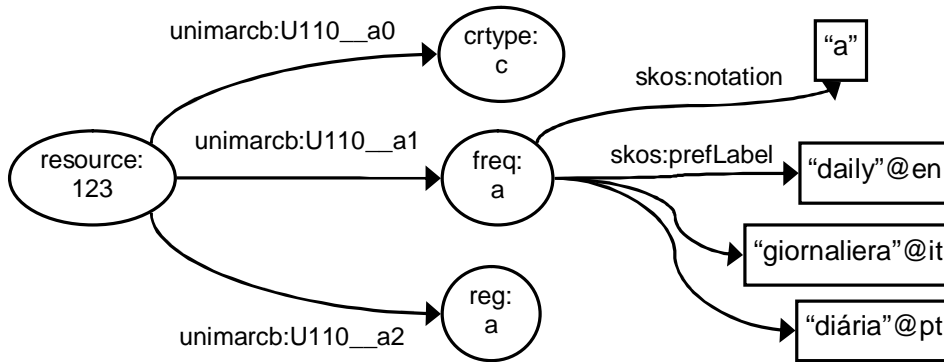 unimarcb:U110__a0
crtype:
c
“a”
skos:notation
unimarcb:U110__a1
resource:
123
freq:
a
skos:prefLabel
“daily”@en
“giornaliera”@it
reg:
a
“diária”@pt
unimarcb:U110__a2